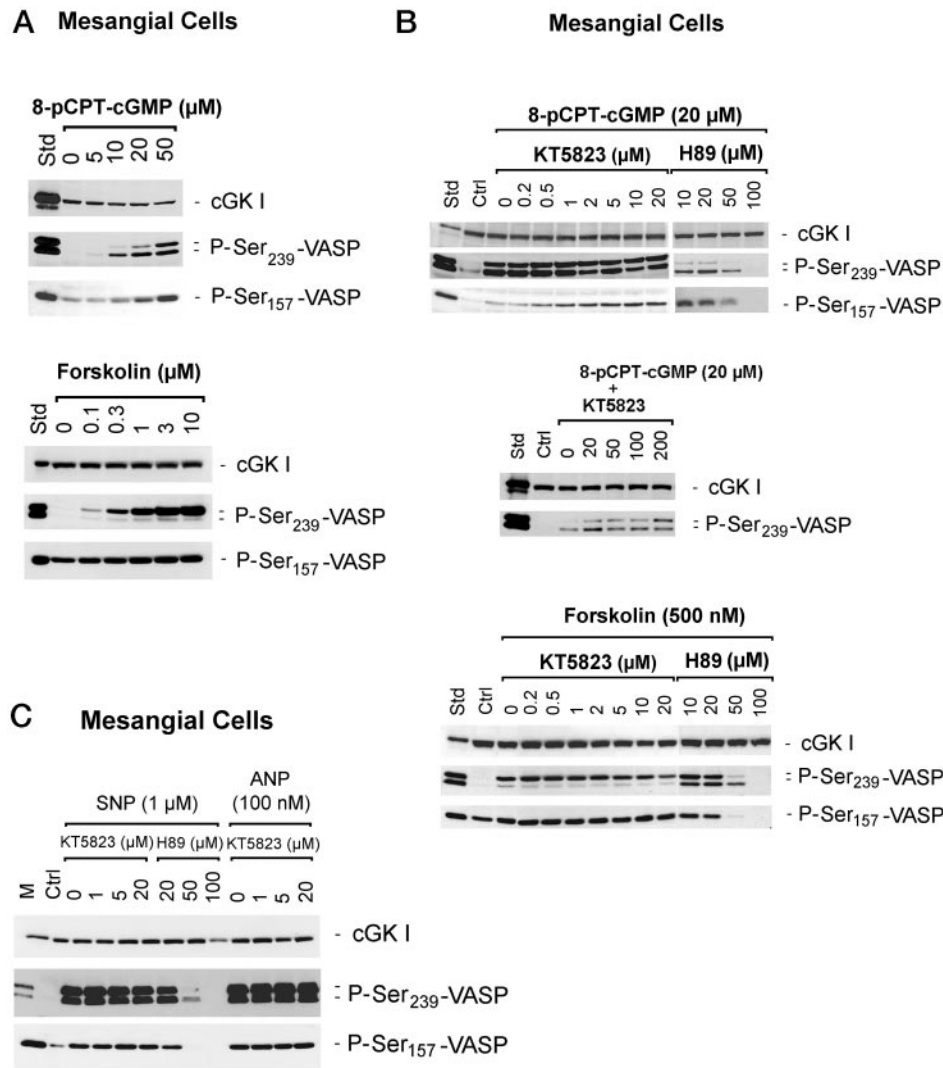 A Mesangial Cells
8-pCPT-cGMP (µM)
Std 0 5 10 20 50
- cGK I
= P-Ser239-VASP
- P-Ser157-VASP
Forskolin (µM)
Std 0 0.1 0.3 1 3 10
- cGK I
= P-Ser239-VASP
- P-Ser157-VASP
B Mesangial Cells
8-pCPT-cGMP (20 µM)
KT5823 (µM) H89 (µM)
Std Ctrl 0 0.2 0.5 1 2 5 10 20 10 20 50 100
- cGK I
= P-Ser239-VASP
- P-Ser157-VASP
8-pCPT-cGMP (20 µM)
+
KT5823
Std Ctrl 0 20 50 100 200
- cGK I
= P-Ser239-VASP
Forskolin (500 nM)
KT5823 (µM) H89 (µM)
Std Ctrl 0 0.2 0.5 1 2 5 10 20 10 20 50 100
- cGK I
= P-Ser239-VASP
- P-Ser157-VASP
C Mesangial Cells
SNP (1 µM) ANP (100 nM)
KT5823 (µM) H89 (µM) KT5823 (µM)
M Ctrl 0 1 5 20 20 50 100 0 1 5 20
- cGK I
= P-Ser239-VASP
- P-Ser157-VASP